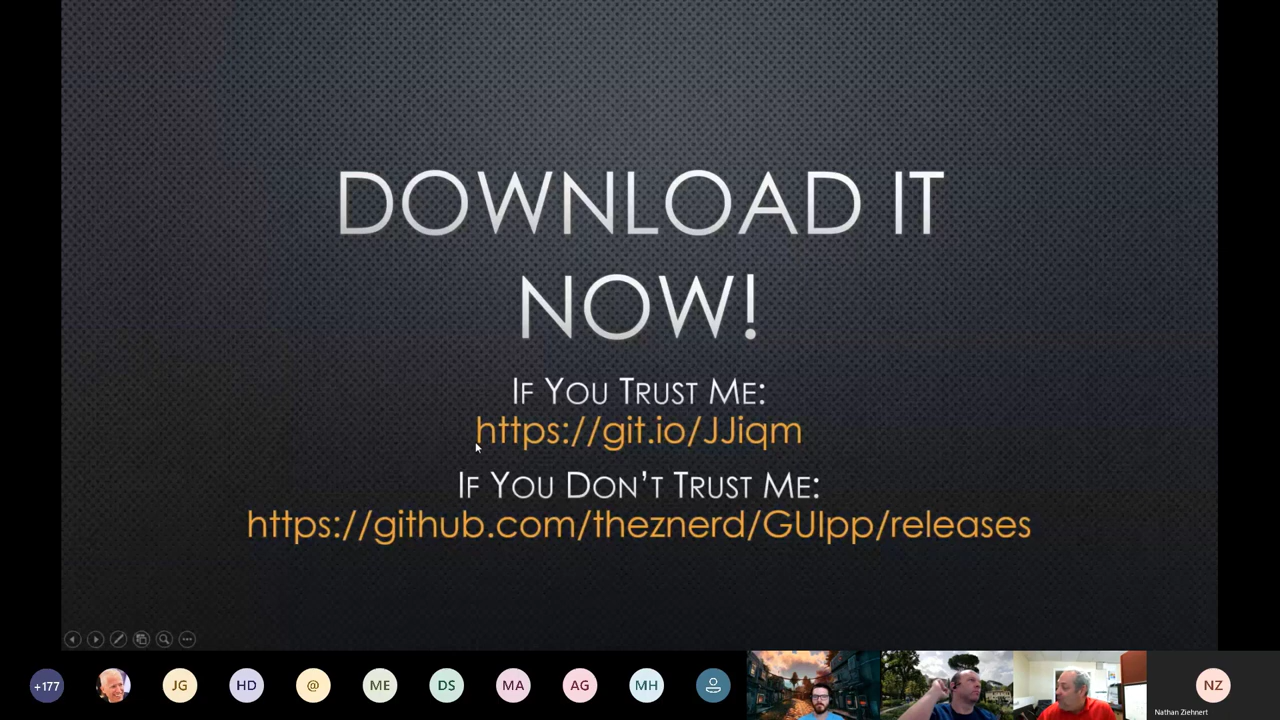 DOWNLOAD IT
NOW!
IF YOU TRUST ME:
https://git.io/JJiqm
IF YOU DON'T TRUST ME:
https://github.com/theznerd/GUIpp/releases
+177
JG
HD
@
ME
DS
MA
AG
MH
NZ
Nathan Ziehnert